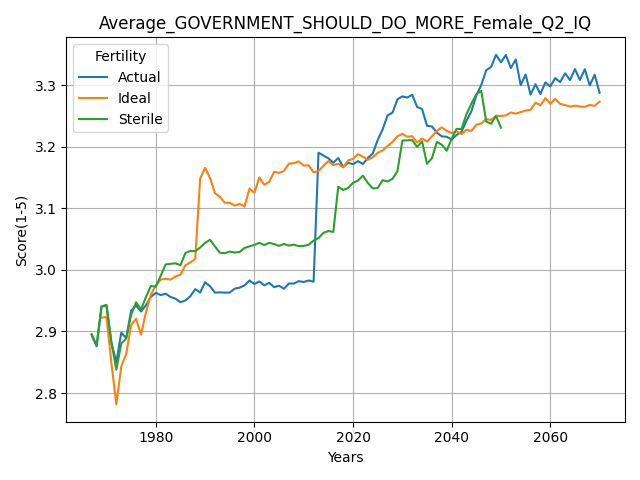 Average_GOVERNMENT_SHOULD_DO_MORE_Female_Q2_IQ
Fertility
Actual
Ideal
Sterile
Score(1-5)
3.3
3.2
3.1
3.0
2.9
2.8
1980 2000 2020 2040 2060
Years